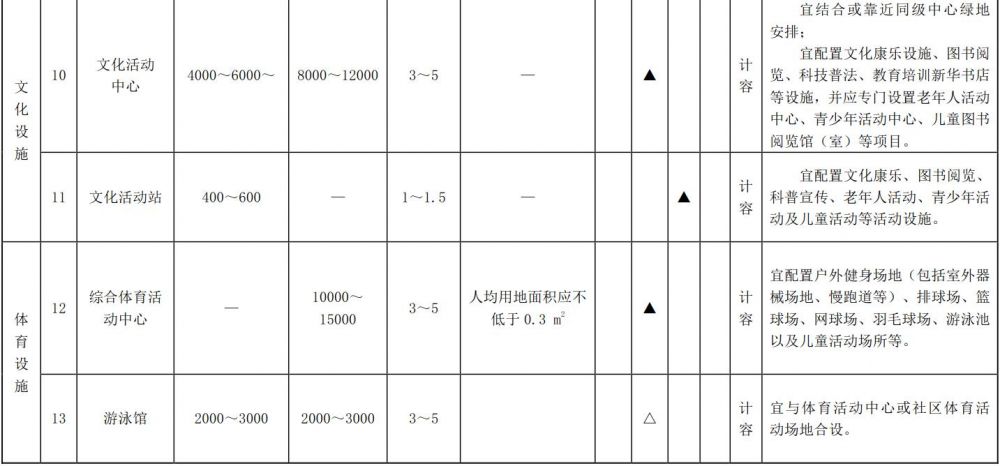 文化设施
10
文化活动
中心
4000～6000～
8000～12000
3～5
—
▲
计容
宜结合或靠近同级中心绿地
安排；
宜配置文化康乐设施、图书阅
览、科技普法、教育培训新华书店
等设施，并应专门设置老年人活动
中心、青少年活动中心、儿童图书
阅览馆（室）等项目。
11
文化活动站
400～600
—
1～1.5
—
▲
计容
宜配置文化康乐、图书阅览、
科普宣传、老年人活动、青少年活
动及儿童活动等活动设施。
体育设施
12
综合体育活
动中心
—
10000～
15000
3～5
人均用地面积应不
低于 0.3 m²
▲
计容
宜配置户外健身场地（包括室外器
械场地、慢跑道等）、排球场、篮
球场、网球场、羽毛球场、游泳池
以及儿童活动场所等。
13
游泳馆
2000～3000
2000～3000
3～5
△
计容
宜与体育活动中心或社区体育活
动场地合设。